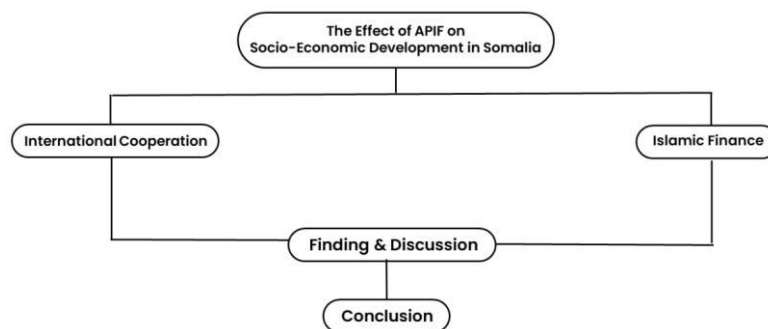 The Effect of APIF on
Socio-Economic Development in Somalia
International Cooperation
Islamic Finance
Finding & Discussion
Conclusion